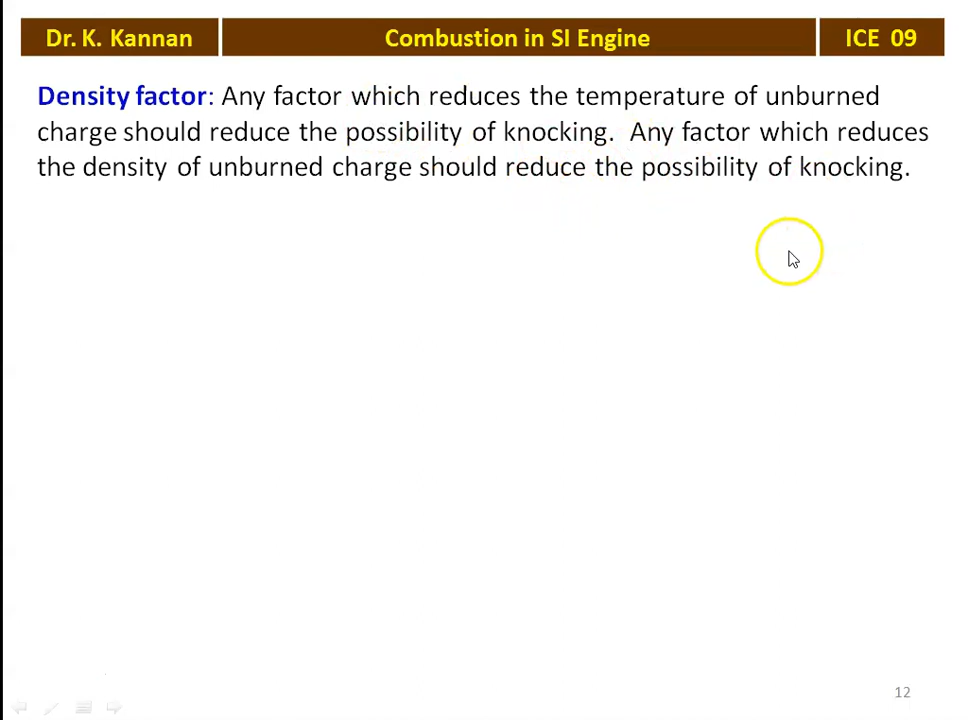 Dr. K. Kannan
Combustion in SI Engine
ICE 09
Density factor: Any factor which reduces the temperature of unburned
charge should reduce the possibility of knocking. Any factor which reduces
the density of unburned charge should reduce the possibility of knocking.
12